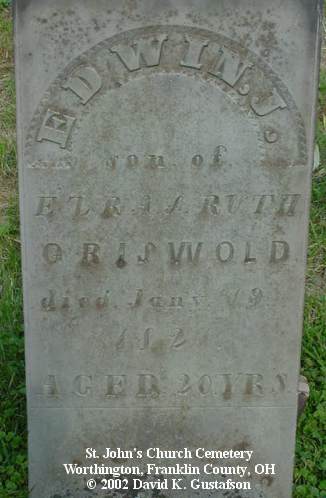 EDWIN. J.
son of
EZRA & RUTH
GRISWOLD
died Jany. 19
AGED 20 YRS
St. John's Church Cemetery
Worthington, Franklin County, OH
© 2002 David K. Gustafson